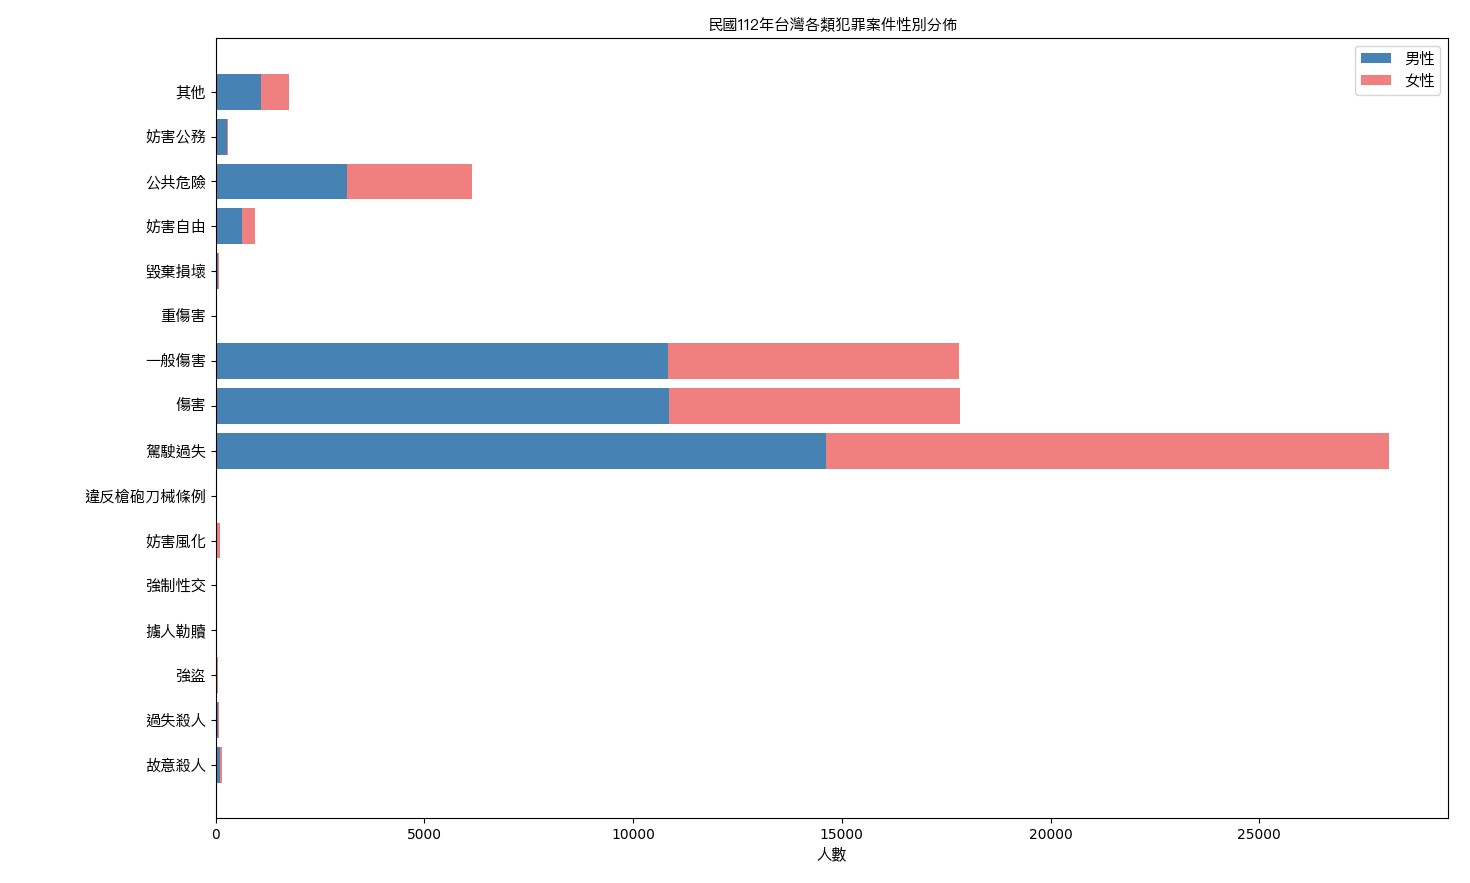 民國112年台灣各類犯罪案件性別分佈
男性
女性
其他
妨害公務
公共危險
妨害自由
毀棄損壞
重傷害
一般傷害
傷害
駕駛過失
違反槍砲刀械條例
妨害風化
強制性交
擄人勒贖
強盜
過失殺人
故意殺人
0 5000 10000 15000 20000 25000
人數